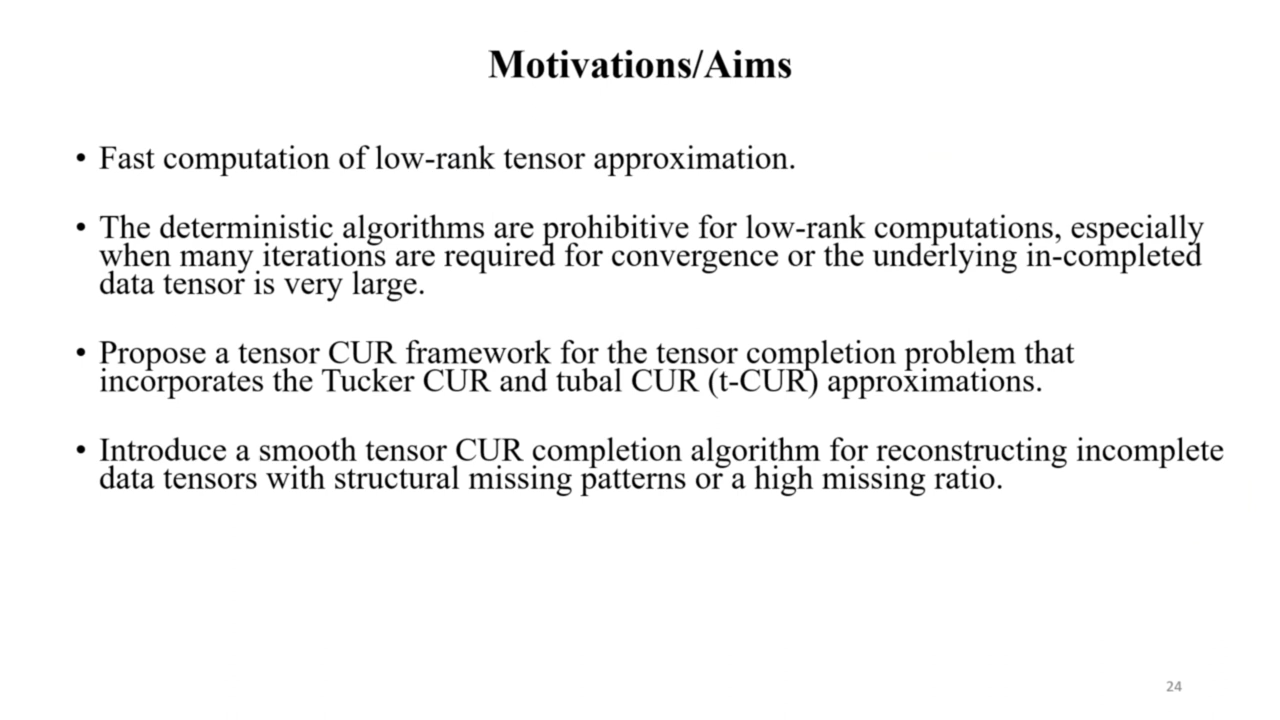 Motivations/Aims
• Fast computation of low-rank tensor approximation.
• The deterministic algorithms are prohibitive for low-rank computations, especially
when many iterations are required for convergence or the underlying in-completed
data tensor is very large.
• Propose a tensor CUR framework for the tensor completion problem that
incorporates the Tucker CUR and tubal CUR (t-CUR) approximations.
• Introduce a smooth tensor CUR completion algorithm for reconstructing incomplete
data tensors with structural missing patterns or a high missing ratio.
24